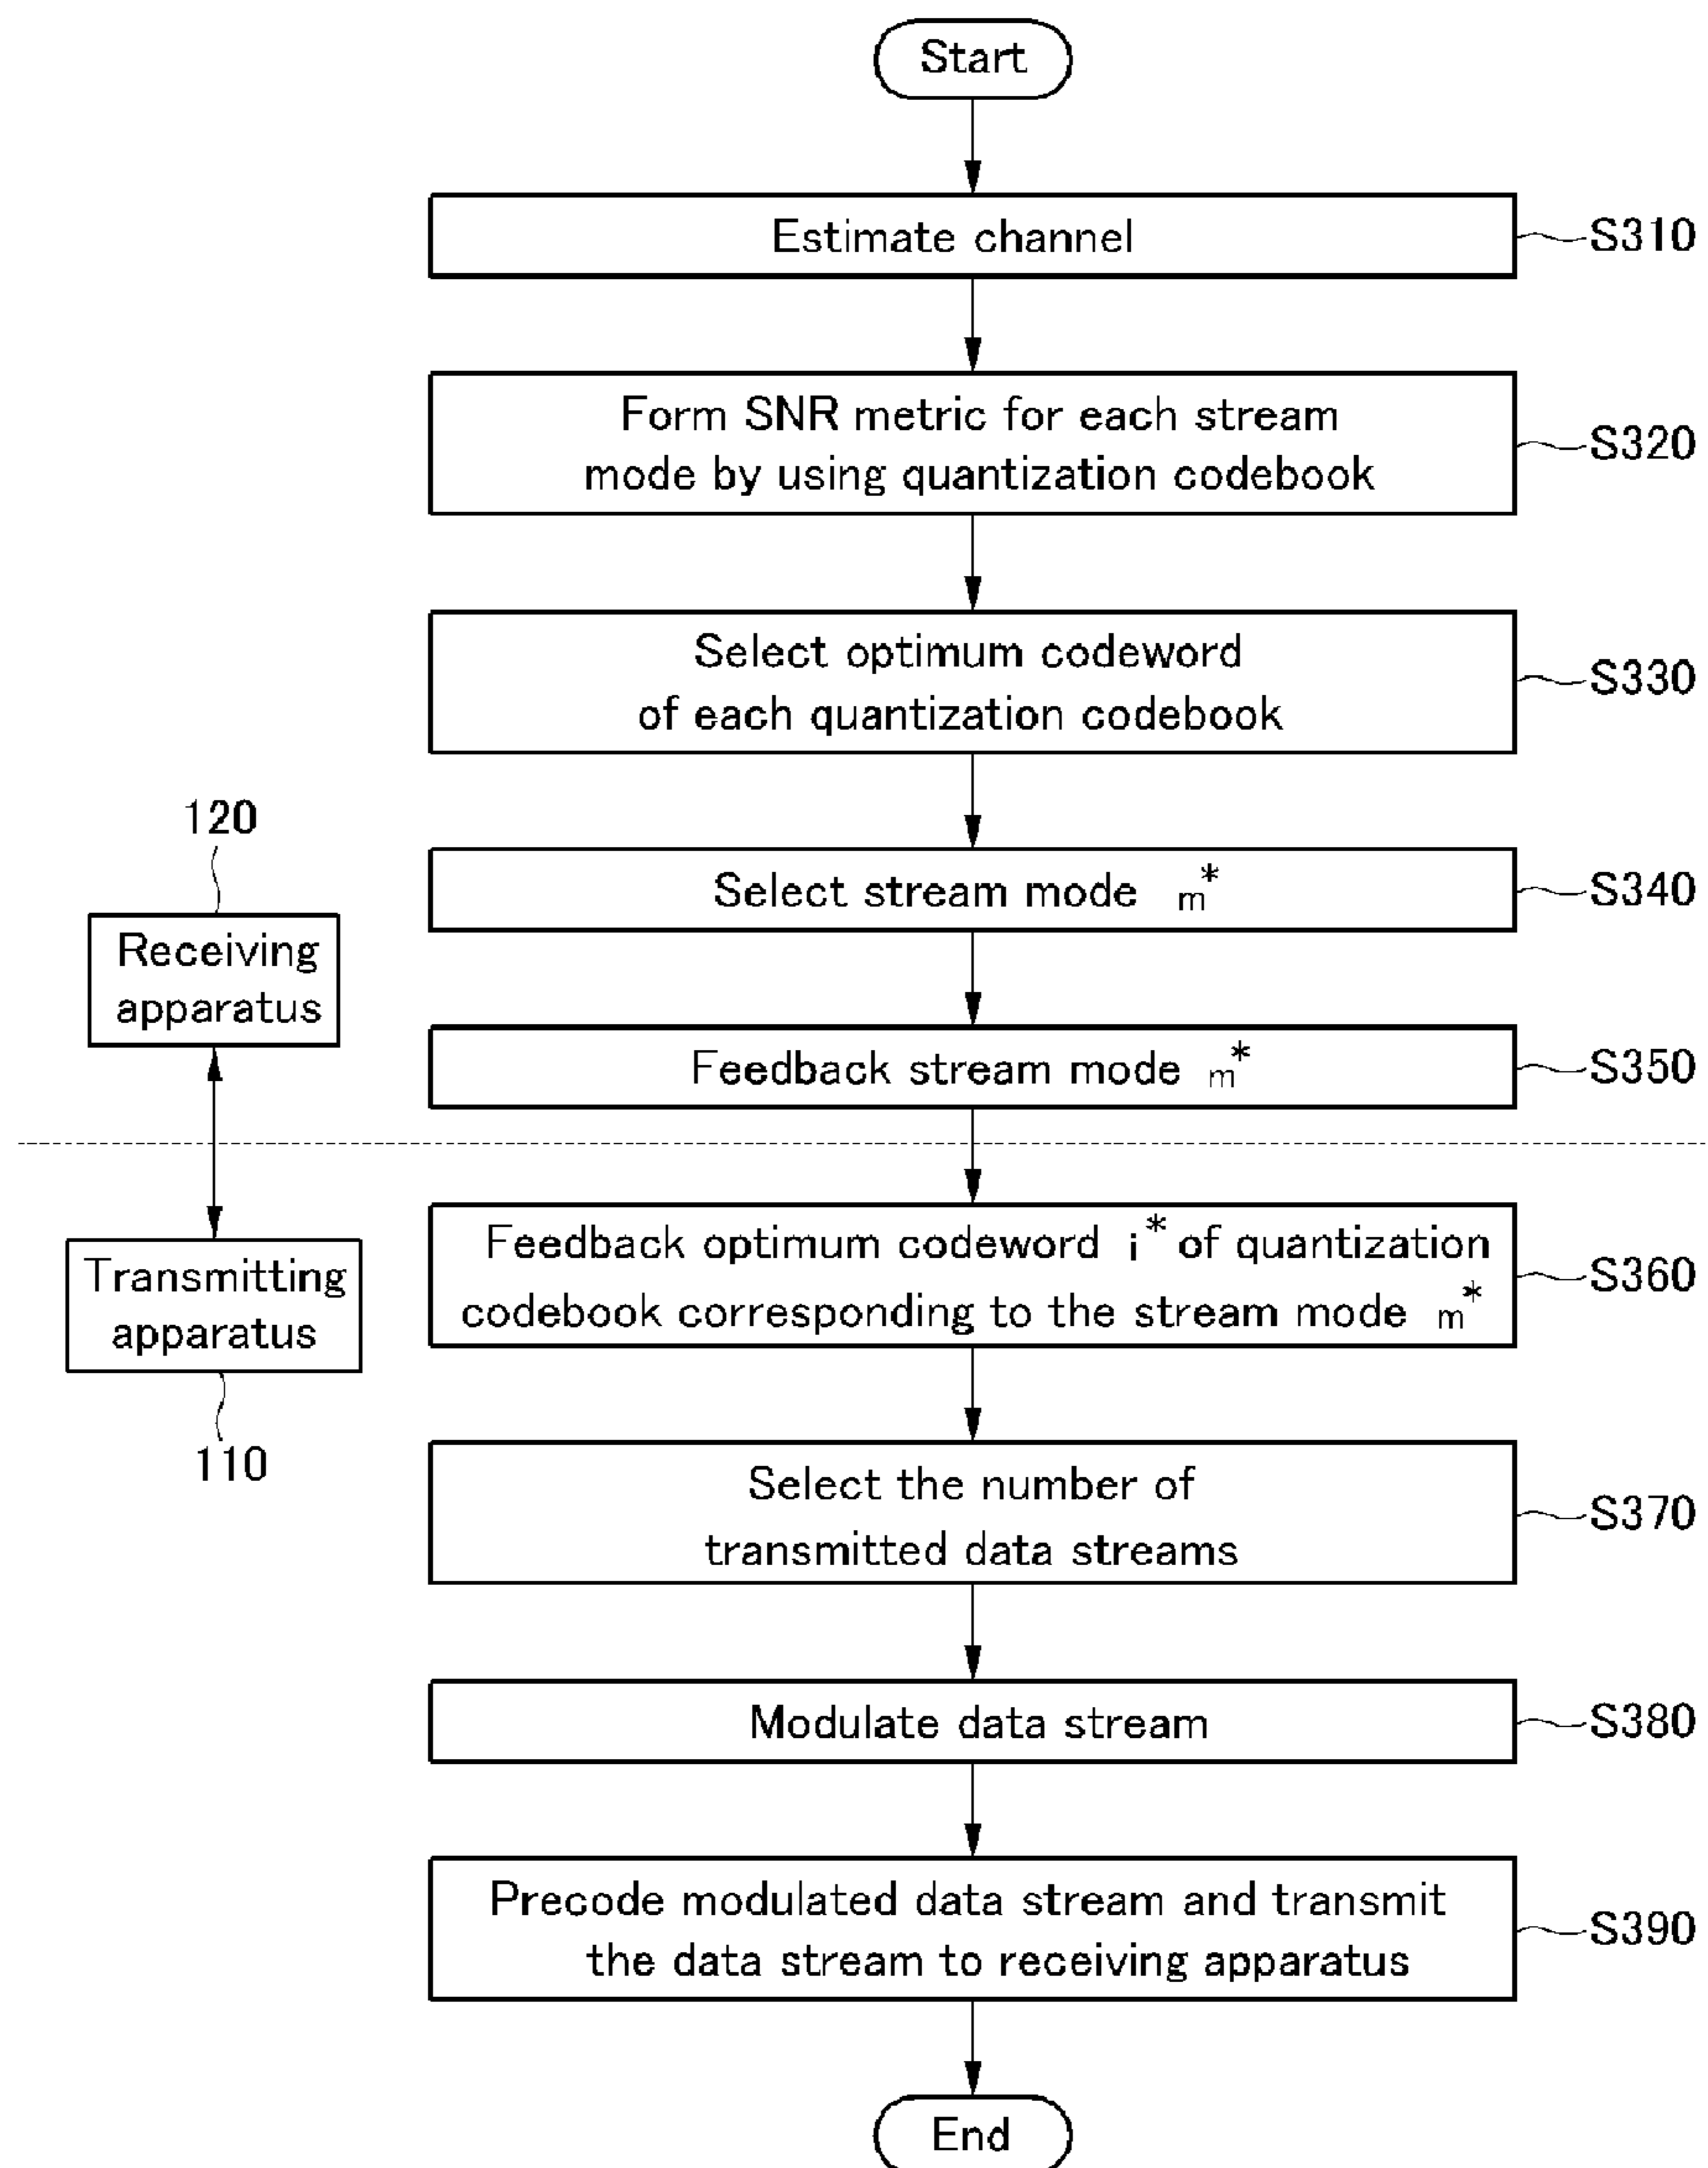 Start
Estimate channel
S310
Form SNR metric for each stream
mode by using quantization codebook
S320
Select optimum codeword
of each quantization codebook
S330
120
Receiving
apparatus
Select stream mode m*
S340
Feedback stream mode m*
S350
Transmitting
apparatus
110
Feedback optimum codeword i* of quantization
codebook corresponding to the stream mode m*
S360
Select the number of
transmitted data streams
S370
Modulate data stream
S380
Precode modulated data stream and transmit
the data stream to receiving apparatus
S390
End